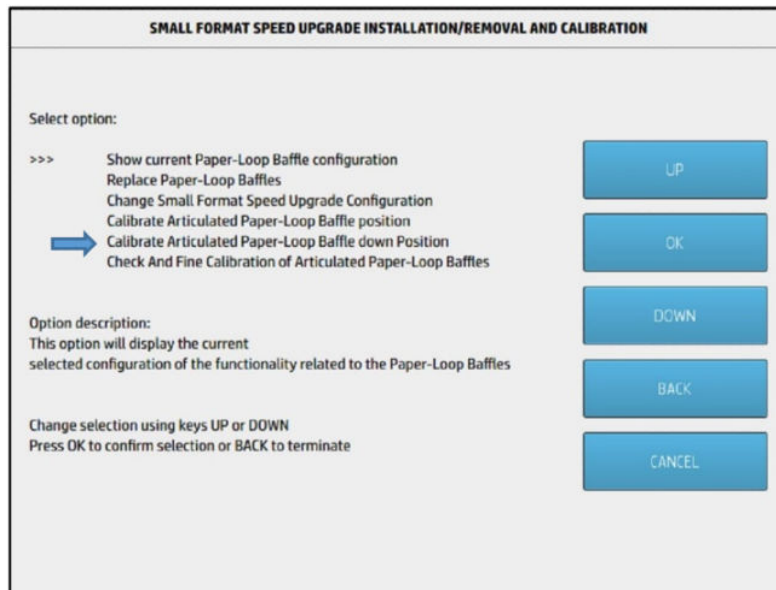 SMALL FORMAT SPEED UPGRADE INSTALLATION/REMOVAL AND CALIBRATION
Select option:
>>> Show current Paper-Loop Baffle configuration
Replace Paper-Loop Baffles
Change Small Format Speed Upgrade Configuration
Calibrate Articulated Paper-Loop Baffle position
Calibrate Articulated Paper-Loop Baffle down Position
Check And Fine Calibration of Articulated Paper-Loop Baffles
Option description:
This option will display the current
selected configuration of the functionality related to the Paper-Loop Baffles
Change selection using keys UP or DOWN
Press OK to confirm selection or BACK to terminate
UP
OK
DOWN
BACK
CANCEL